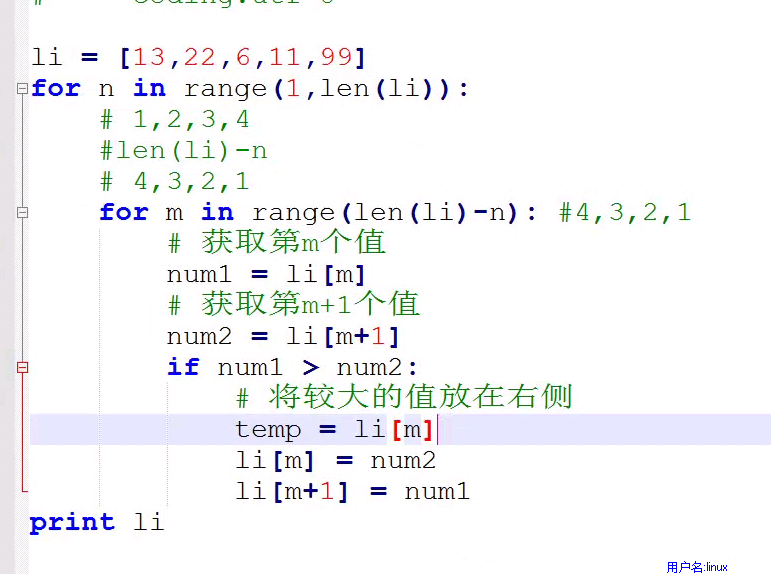 li = [13,22,6,11,99]
for n in range(1,len(li)):
    # 1,2,3,4
    #len(li)-n
    # 4,3,2,1
    for m in range(len(li)-n): #4,3,2,1
        # 获取第m个值
        num1 = li[m]
        # 获取第m+1个值
        num2 = li[m+1]
        if num1 > num2:
            # 将较大的值放在右侧
            temp = li[m]
            li[m] = num2
            li[m+1] = num1
print li
用户名:linux